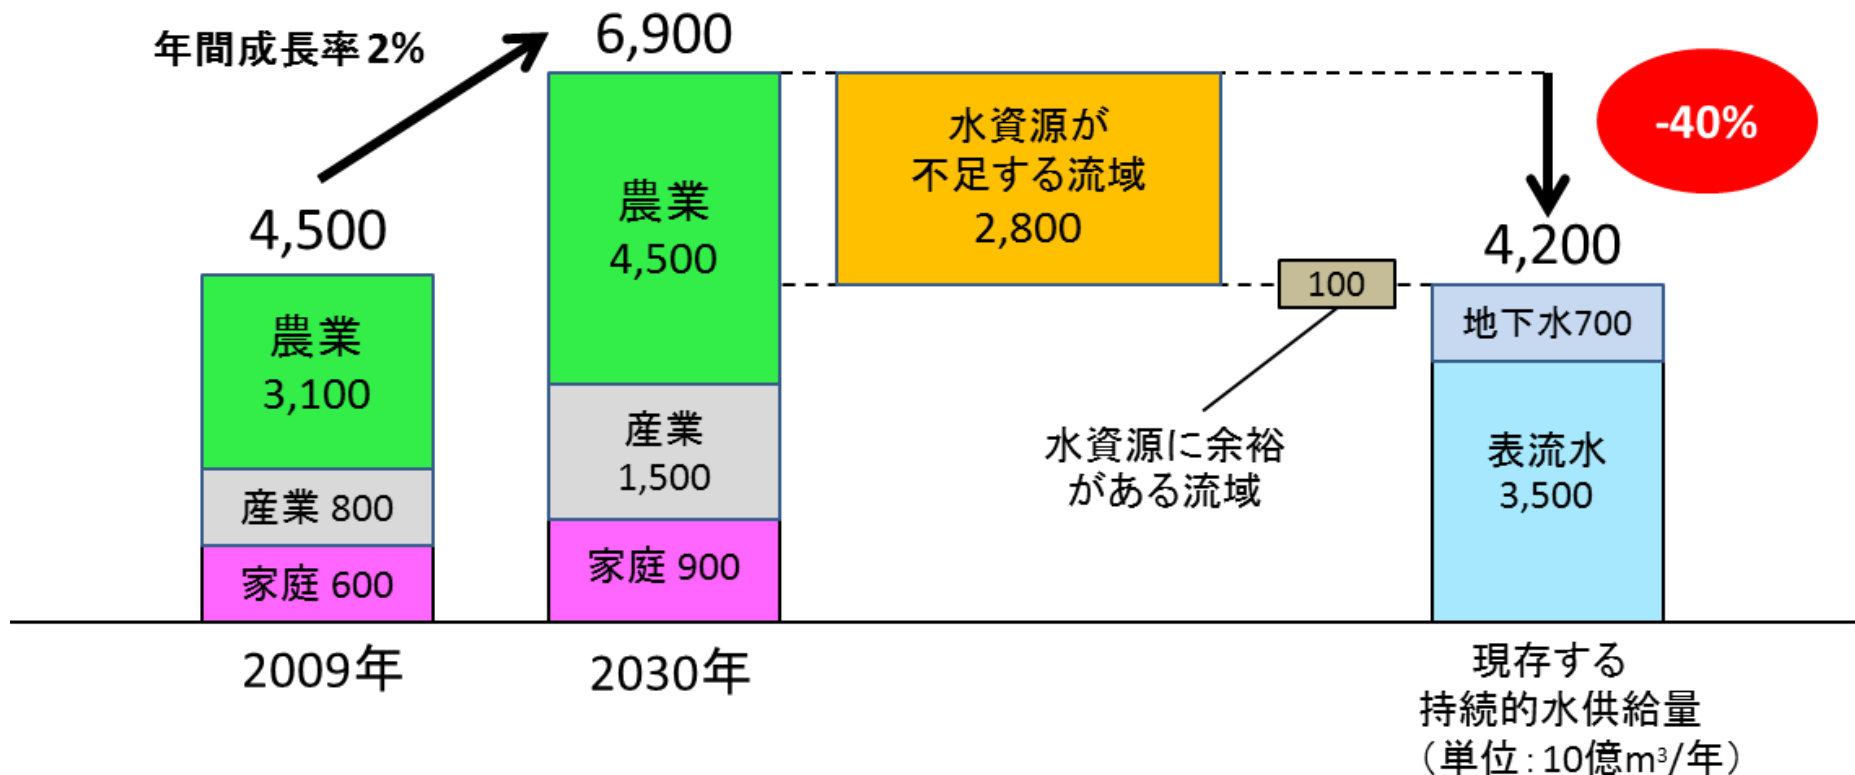 年間成長率2%
6,900
-40%
4,500
4,200
農業
3,100
産業 800
家庭 600
農業
4,500
産業
1,500
家庭 900
水資源が
不足する流域
2,800
100
水資源に余裕
がある流域
地下水700
表流水
3,500
2009年
2030年
現存する
持続的水供給量
（単位：10億m³/年）